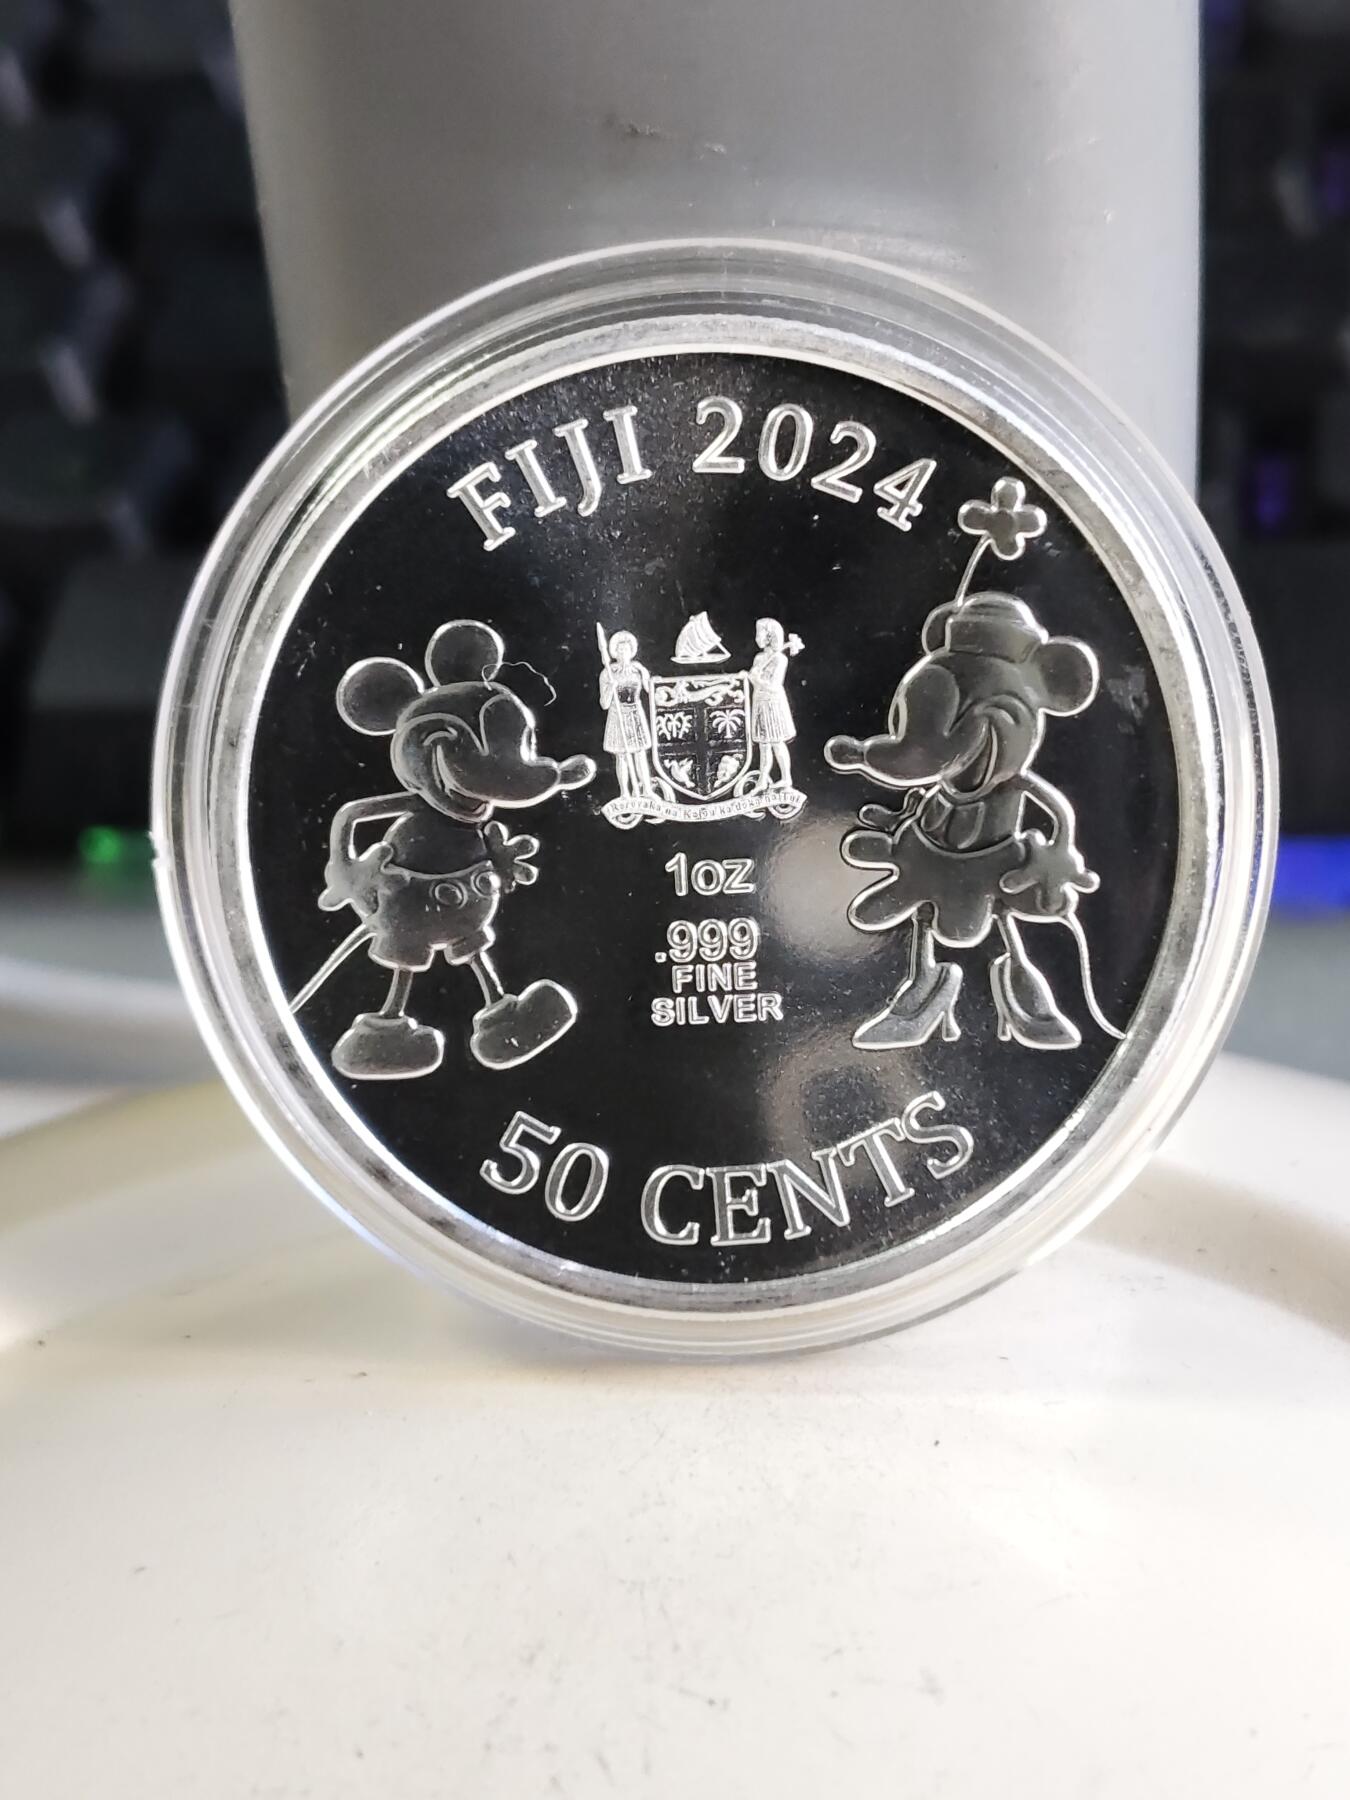 FIJI 2024
1oz
.999
FINE
SILVER
50 CENTS